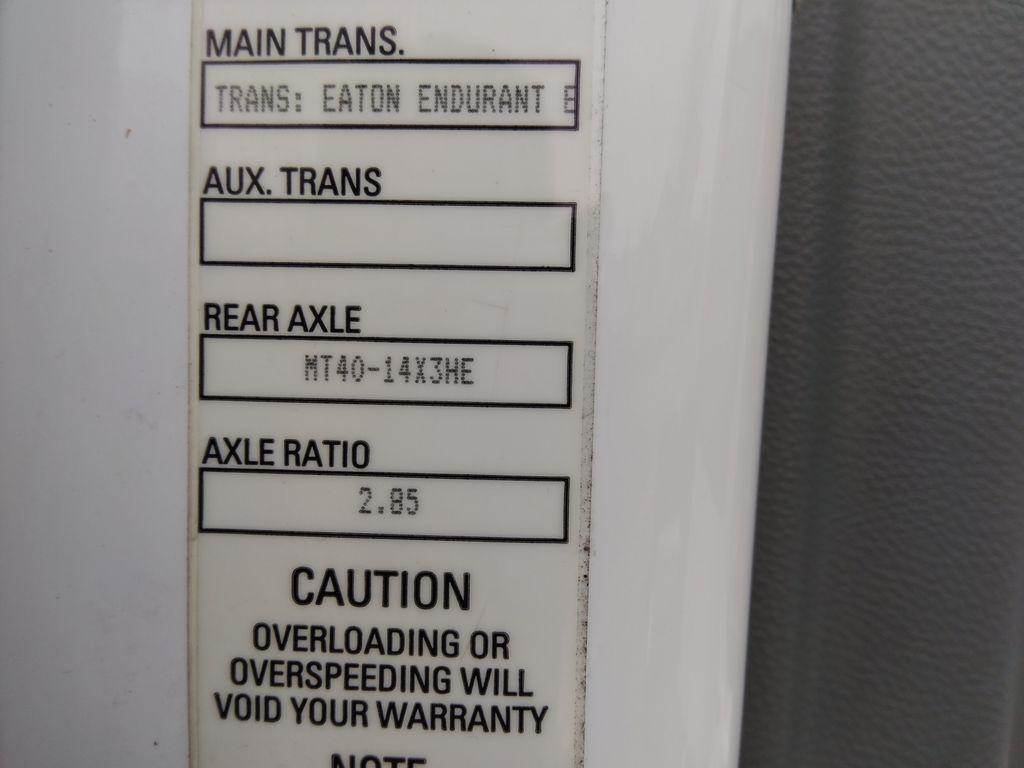 MAIN TRANS.
TRANS: EATON ENDURANT E
AUX. TRANS
REAR AXLE
MT40-14X3HE
AXLE RATIO
2.85
CAUTION
OVERLOADING OR
OVERSPEEDING WILL
VOID YOUR WARRANTY
NOTE